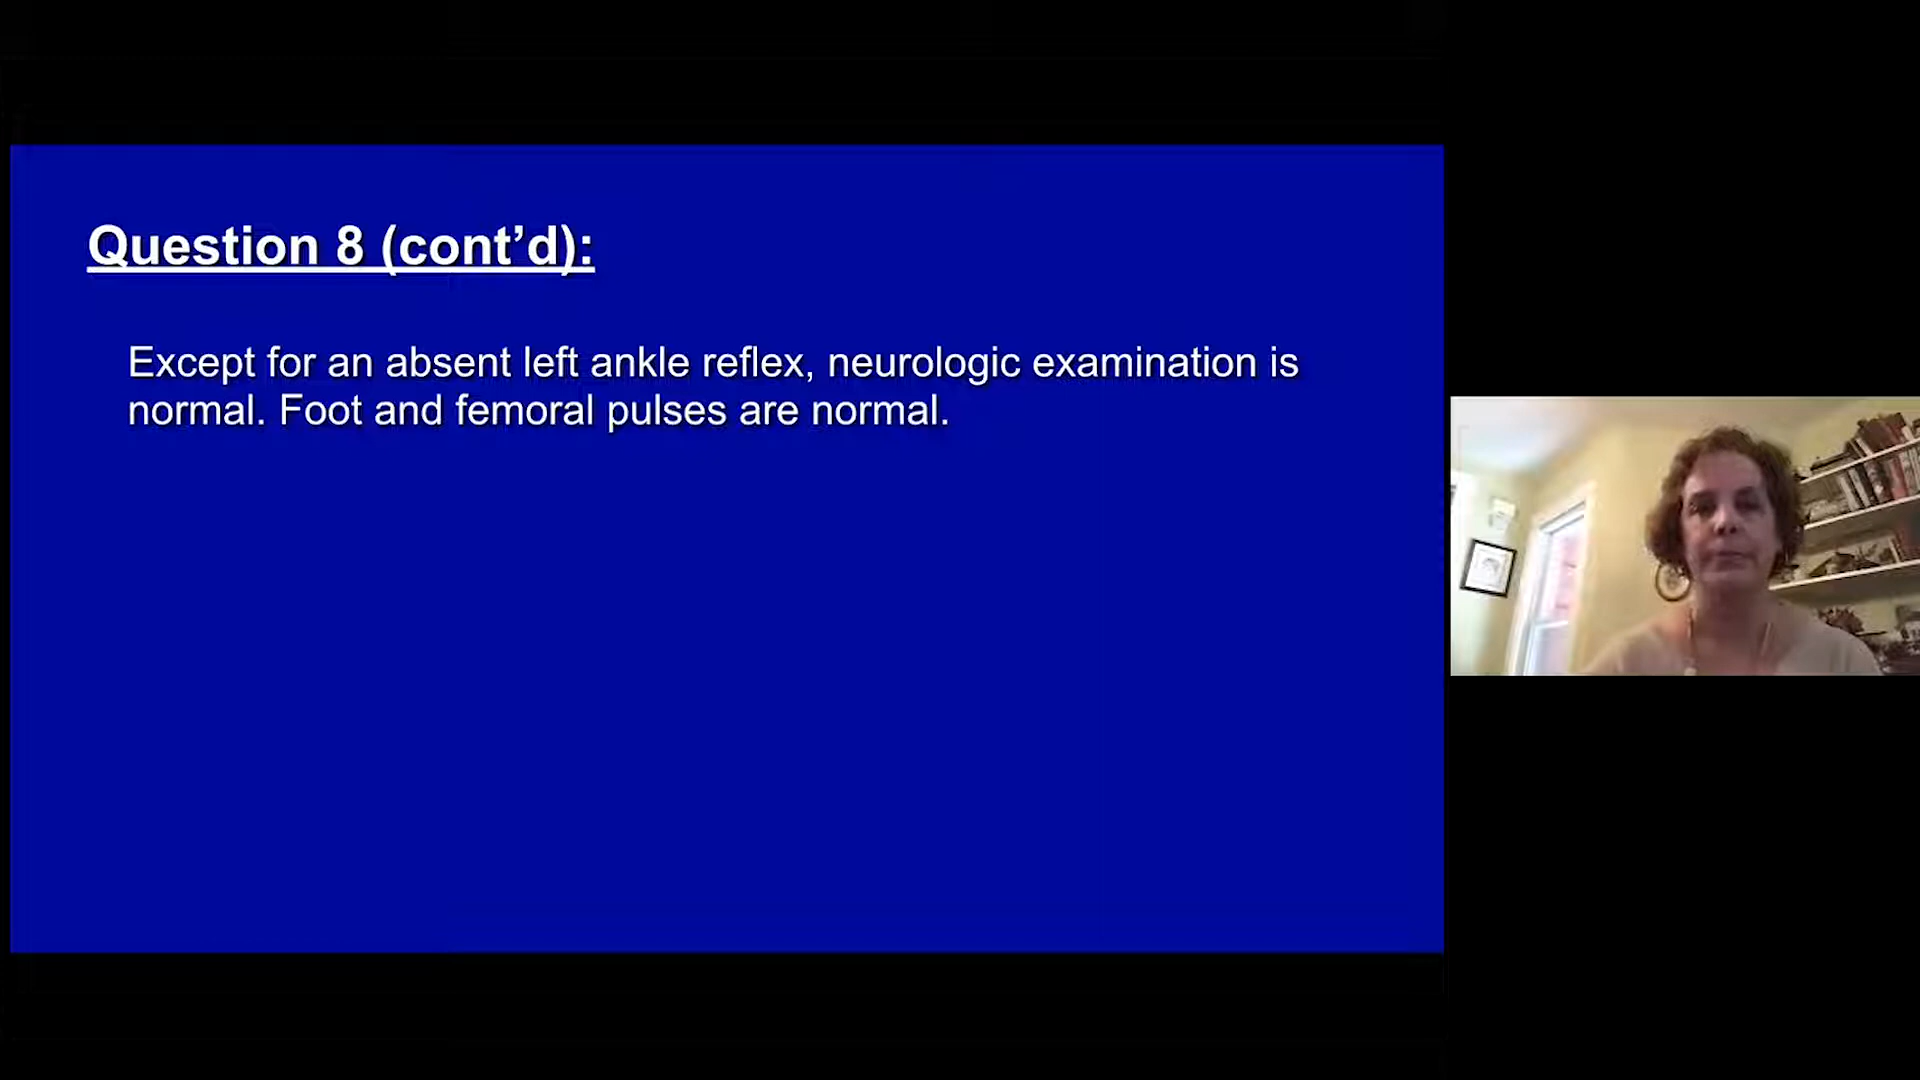 Question 8 (cont’d):
Except for an absent left ankle reflex, neurologic examination is
normal. Foot and femoral pulses are normal.